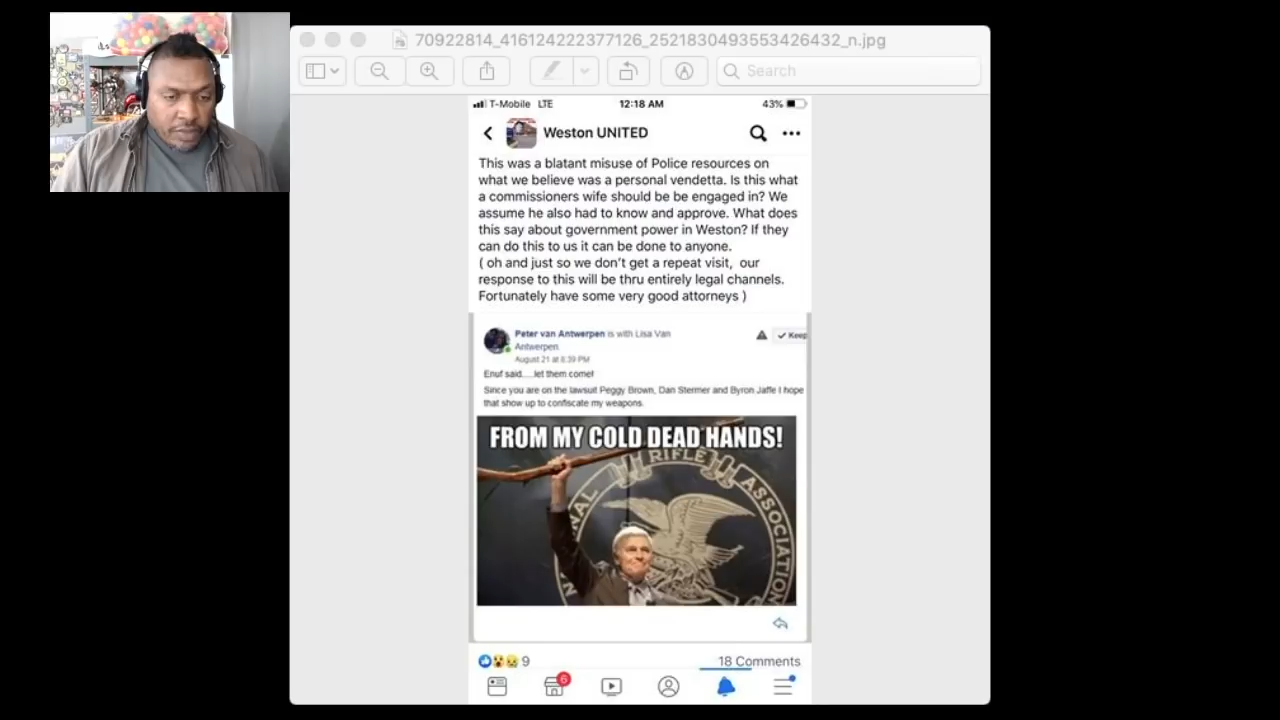 70922814_416124222377126_2521830493553426432_n.jpg
Search
T-Mobile LTE 12:18 AM 43%
Weston UNITED
This was a blatant misuse of Police resources on
what we believe was a personal vendetta. Is this what
a commissioners wife should be be engaged in? We
assume he also had to know and approve. What does
this say about government power in Weston? If they
can do this to us it can be done to anyone.
( oh and just so we don't get a repeat visit, our
response to this will be thru entirely legal channels.
Fortunately have some very good attorneys )
Peter van Antwerpen is with Lisa Van
Antwerpen
Keep
August 21 at 8:39 PM
Enuf said.....let them come!
Since you are on the lawsuit Peggy Brown, Dan Stermer and Byron Jaffe I hope
that show up to confiscate my weapons.
FROM MY COLD DEAD HANDS!
NATIONAL RIFLE ASSOCIATION
9
18 Comments
6